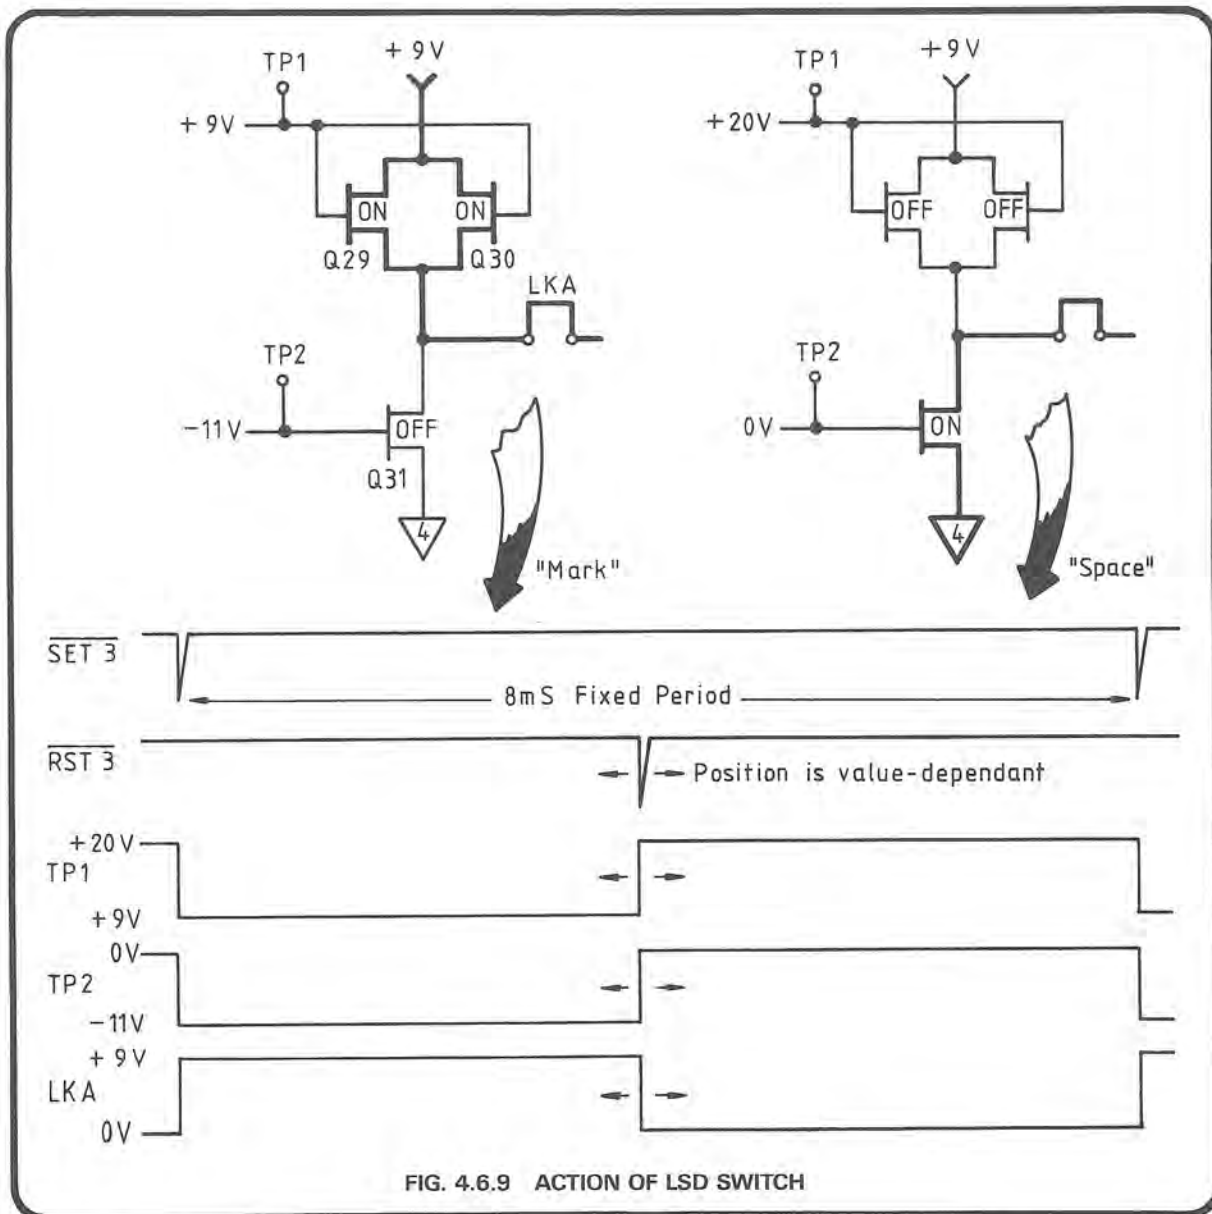 TP1
+9V
+9V
ON
ON
Q29
Q30
LKA
TP2
-11V
OFF
Q31
4
"Mark"
TP1
+9V
+20V
OFF
OFF
TP2
0V
ON
4
"Space"
SET 3
8mS Fixed Period
RST 3
Position is value-dependant
+20V
TP1
+9V
0V
TP2
-11V
+9V
LKA
0V
FIG. 4.6.9 ACTION OF LSD SWITCH